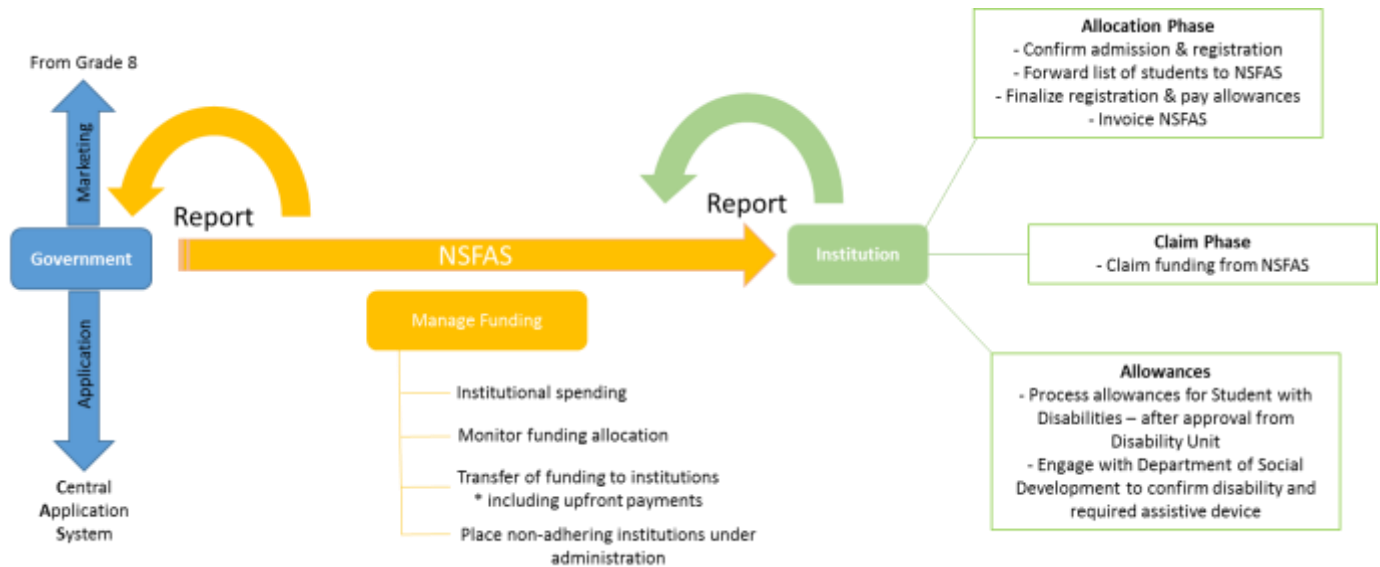 From Grade 8
Marketing
Government
Application
Central
Application
System
Report
NSFAS
Manage Funding
Institutional spending
Monitor funding allocation
Transfer of funding to institutions
* including upfront payments
Place non-adhering institutions under
administration
Report
Institution
Allocation Phase
- Confirm admission & registration
- Forward list of students to NSFAS
- Finalize registration & pay allowances
- Invoice NSFAS
Claim Phase
- Claim funding from NSFAS
Allowances
- Process allowances for Student with
Disabilities – after approval from
Disability Unit
- Engage with Department of Social
Development to confirm disability and
required assistive device